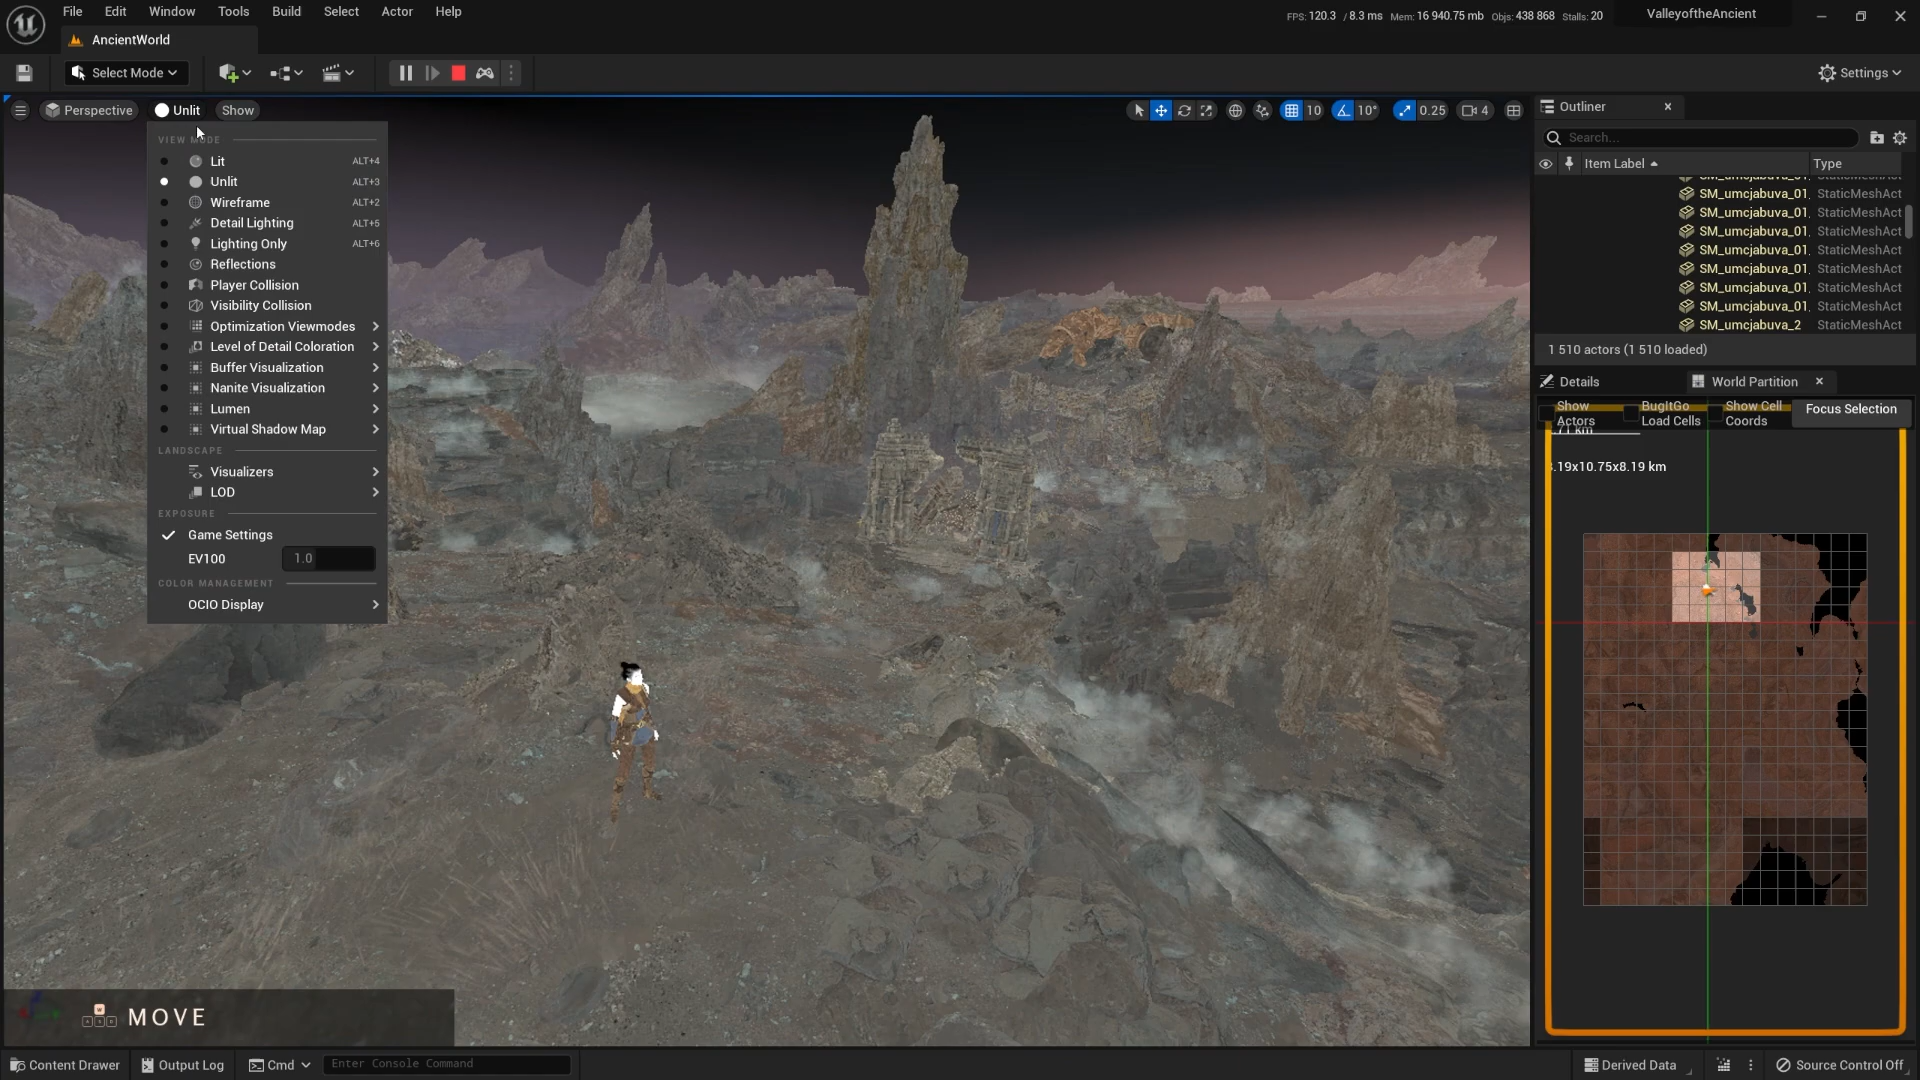 File Edit Window Tools Build Select Actor Help
FPS: 120.3 / 8.3 ms Mem: 16 940.75 mb Objs: 438 868 Stalls: 20
ValleyoftheAncient
AncientWorld
Select Mode
Settings
Perspective Unlit Show
10 10° 0.25 4
VIEW MODE
Lit ALT+4
Unlit ALT+3
Wireframe ALT+2
Detail Lighting ALT+5
Lighting Only ALT+6
Reflections
Player Collision
Visibility Collision
Optimization Viewmodes
Level of Detail Coloration
Buffer Visualization
Nanite Visualization
Lumen
Virtual Shadow Map
LANDSCAPE
Visualizers
LOD
EXPOSURE
Game Settings
EV100 1.0
COLOR MANAGEMENT
OCIO Display
Outliner
Search...
Item Label Type
SM_umcjabuva_01. StaticMeshAct
SM_umcjabuva_01. StaticMeshAct
SM_umcjabuva_01. StaticMeshAct
SM_umcjabuva_01. StaticMeshAct
SM_umcjabuva_01. StaticMeshAct
SM_umcjabuva_01. StaticMeshAct
SM_umcjabuva_01. StaticMeshAct
SM_umcjabuva_2 StaticMeshAct
1 510 actors (1 510 loaded)
Details World Partition
Show Actors
BugItGo Load Cells
Show Cell Coords
Focus Selection
.19x10.75x8.19 km
MOVE
Content Drawer Output Log Cmd Enter Console Command
Derived Data Source Control Off